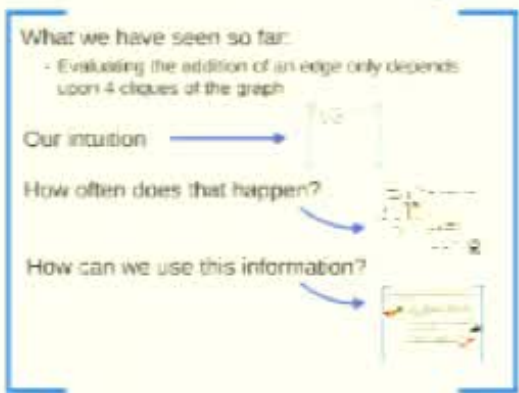 What we have seen so far:
- Evaluating the addition of an edge only depends
upon 4 cliques of the graph
Our intuition
How often does that happen?
How can we use this information?